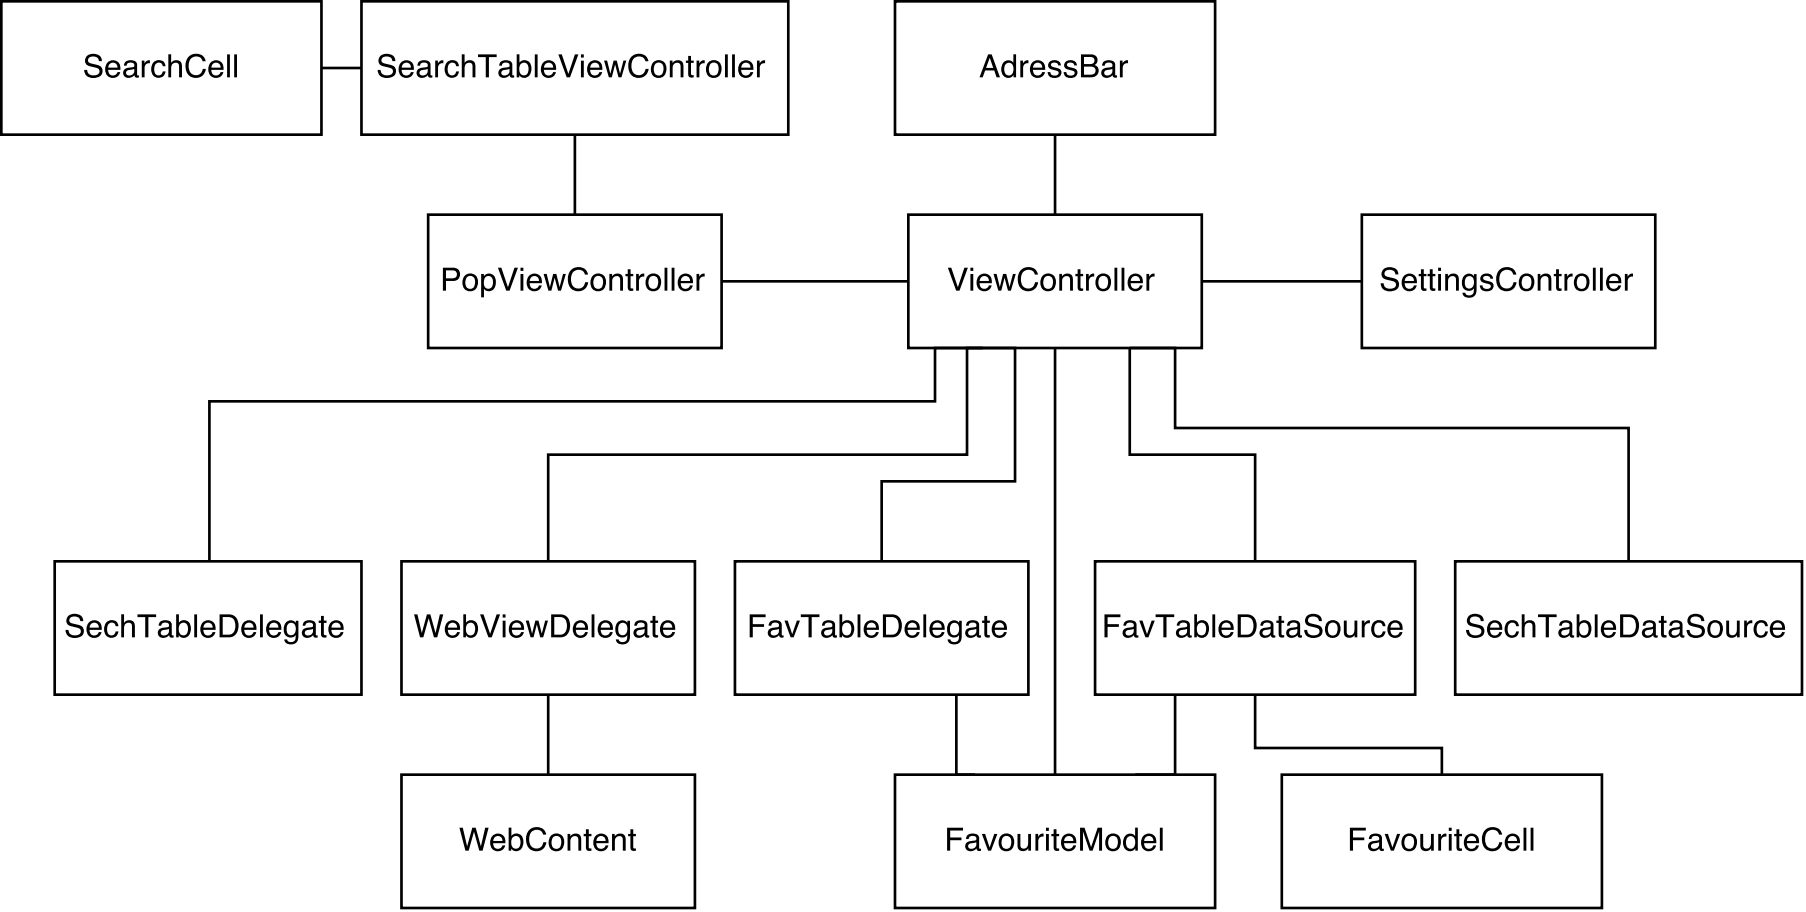 SearchCell
SearchTableViewController
AdressBar
PopViewController
ViewController
SettingsController
SechTableDelegate
WebViewDelegate
FavTableDelegate
FavTableDataSource
SechTableDataSource
WebContent
FavouriteModel
FavouriteCell